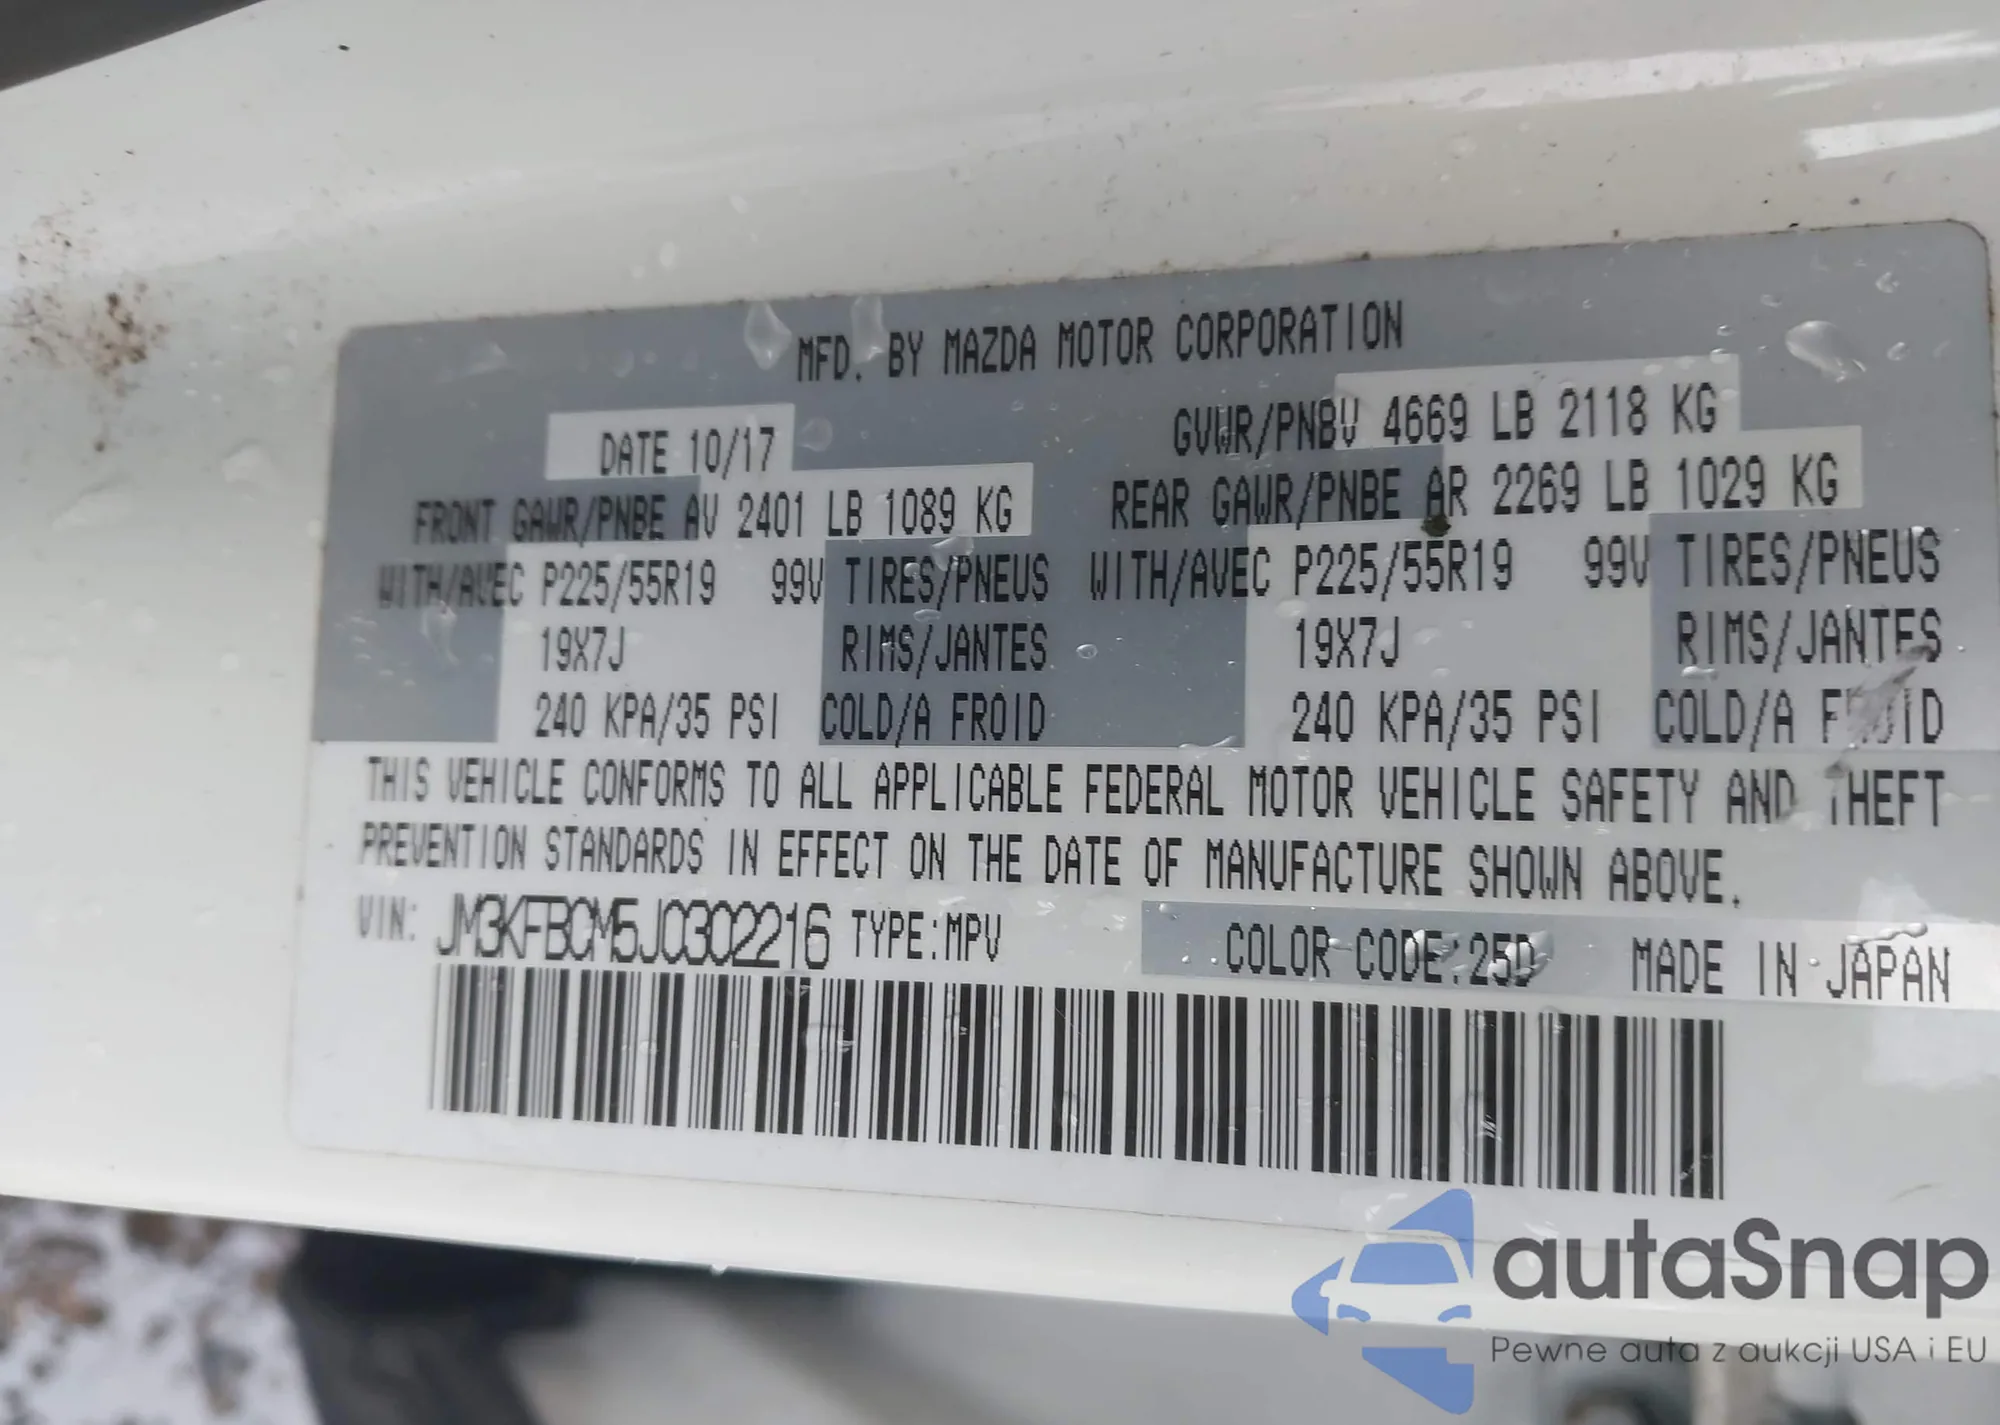 MFD. BY MAZDA MOTOR CORPORATION
DATE 10/17 GVWR/PNBV 4669 LB 2118 KG
FRONT GAWR/PNBE AV 2401 LB 1089 KG REAR GAWR/PNBE AR 2269 LB 1029 KG
WITH/AVEC P225/55R19 99V TIRES/PNEUS WITH/AVEC P225/55R19 99V TIRES/PNEUS
19X7J RIMS/JANTES 19X7J RIMS/JANTES
240 KPA/35 PSI COLD/A FROID 240 KPA/35 PSI COLD/A FROID
THIS VEHICLE CONFORMS TO ALL APPLICABLE FEDERAL MOTOR VEHICLE SAFETY AND THEFT
PREVENTION STANDARDS IN EFFECT ON THE DATE OF MANUFACTURE SHOWN ABOVE.
VIN: JM3KFBCM5J0302216 TYPE:MPV COLOR CODE:25D MADE IN JAPAN
autaSnap
Pewne auta z aukcji USA i EU